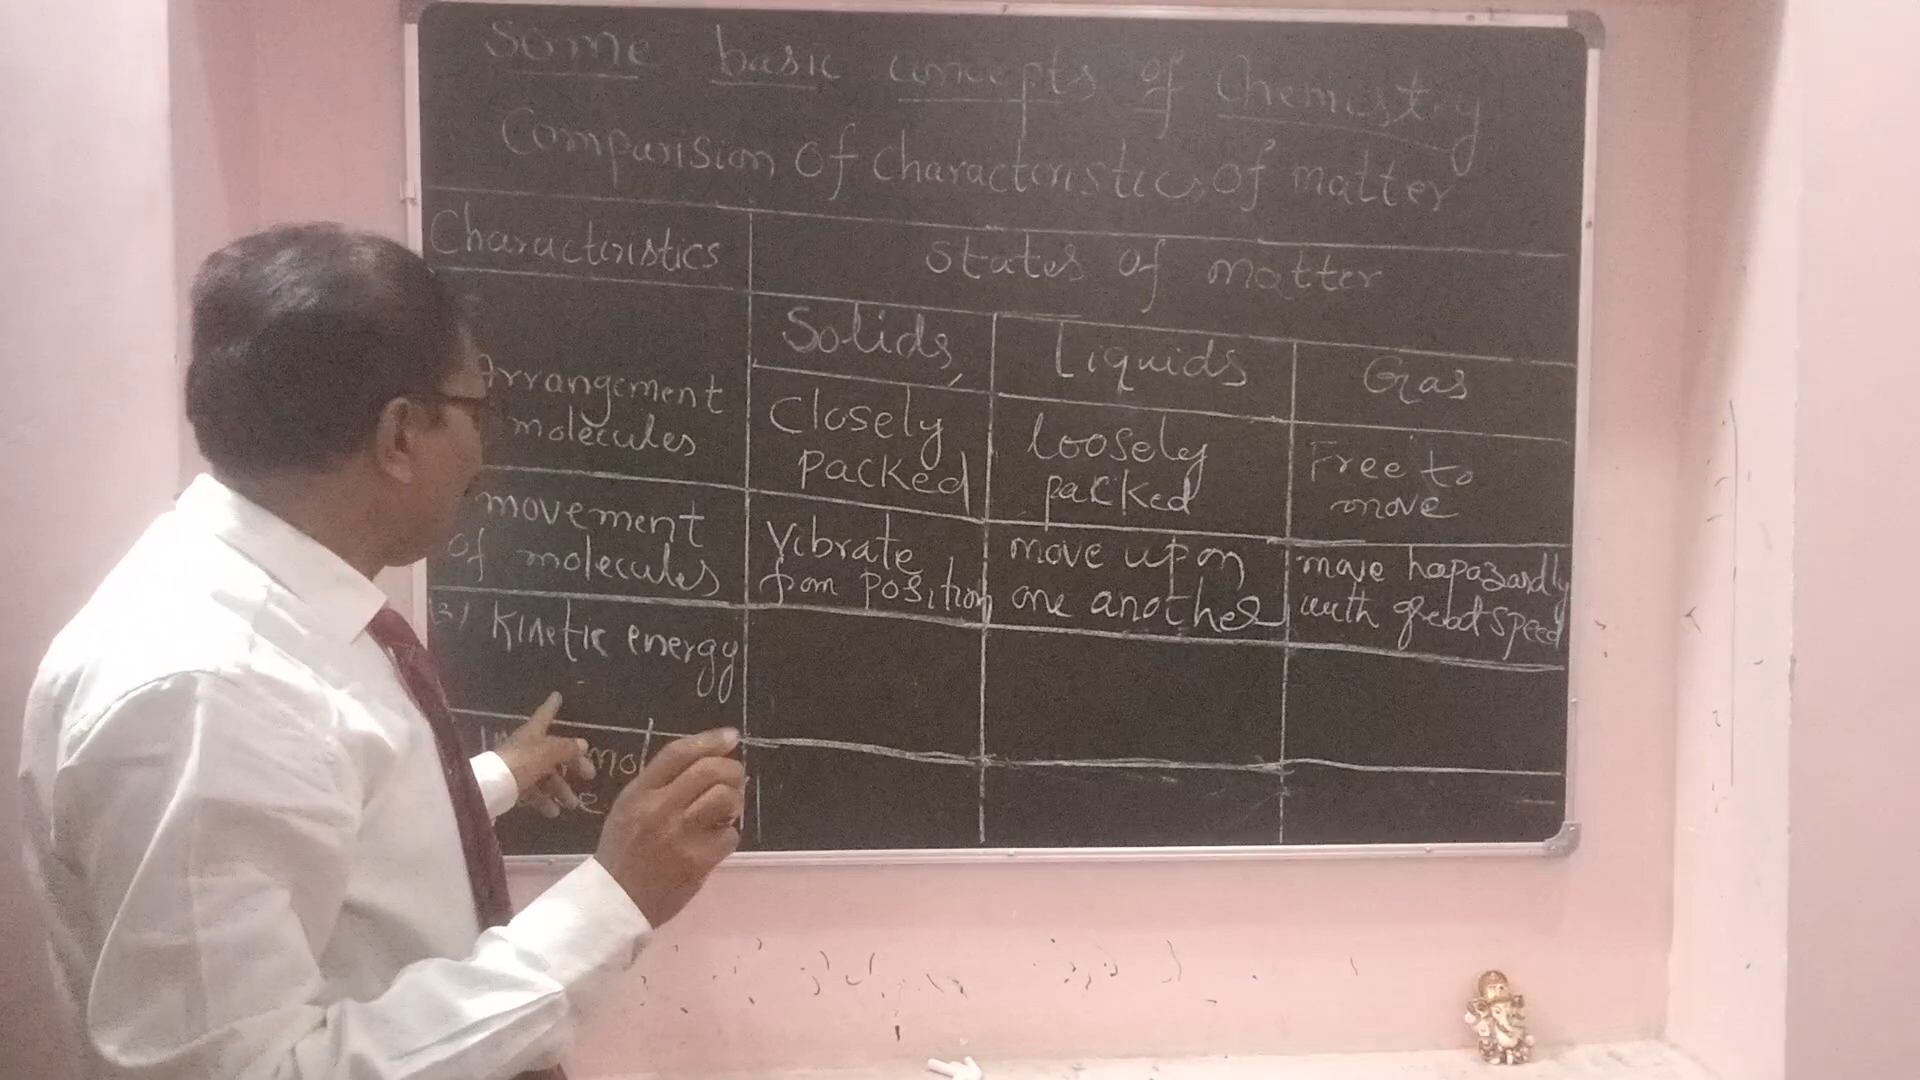 Some basic concepts of Chemistry
Comparision of characteristics of matter
Characteristics
States of matter
Solids,
Liquids
Gas
Arrangement
molecules
Closely
packed
loosely
packed
Free to
move
movement
of molecules
Vibrate
from position
move upon
one another
move hapazardly
with great speed
3) Kinetic energy